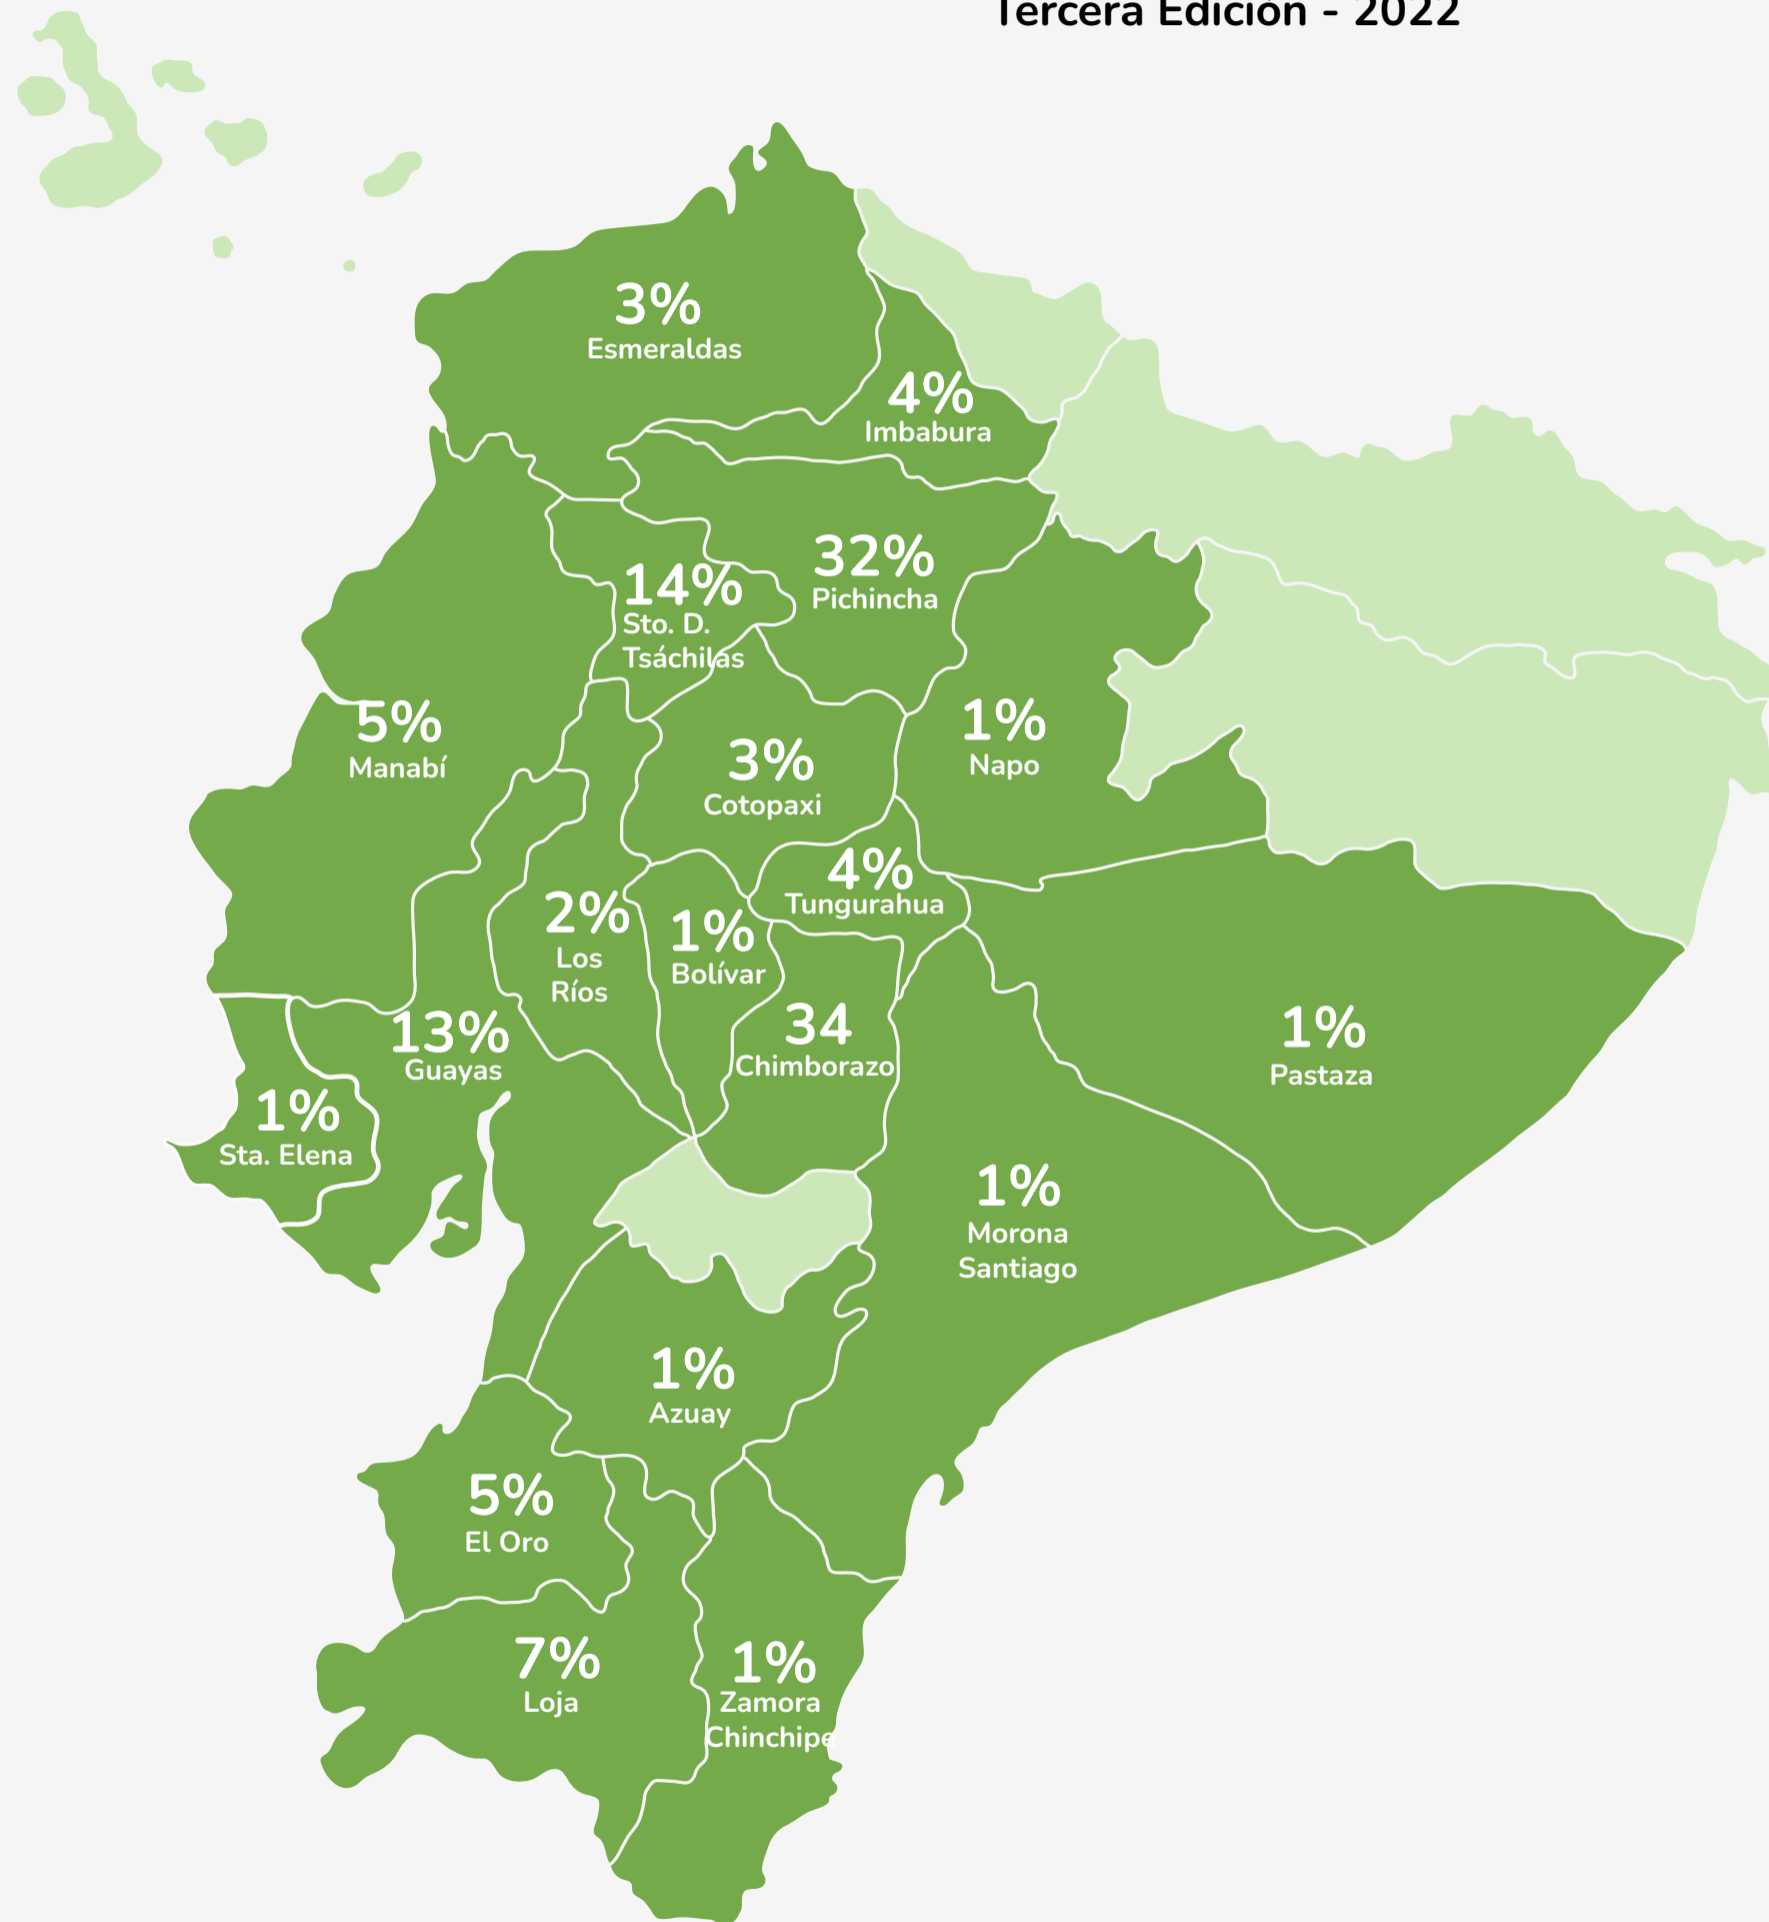 Tercera Edición - 2022
3%
Esmeraldas
4%
Imbabura
32%
Pichincha
14%
Sto. D.
Tsáchilas
5%
Manabí
3%
Cotopaxi
1%
Napo
4%
Tungurahua
2%
Los
Ríos
1%
Bolívar
34
Chimborazo
13%
Guayas
1%
Pastaza
1%
Sta. Elena
1%
Morona
Santiago
1%
Azuay
5%
El Oro
7%
Loja
1%
Zamora
Chinchipe